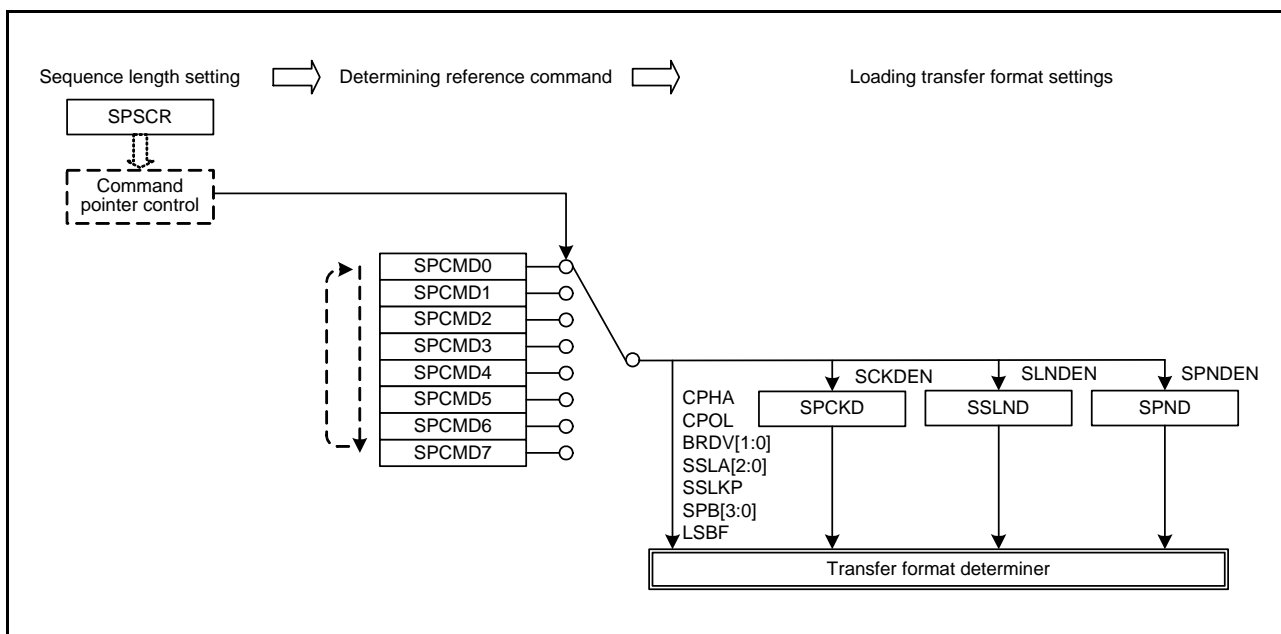 Sequence length setting
Determining reference command
Loading transfer format settings
SPSCR
Command
pointer control
SPCMD0
SPCMD1
SPCMD2
SPCMD3
SPCMD4
SPCMD5
SPCMD6
SPCMD7
CPHA
CPOL
BRDV[1:0]
SSLA[2:0]
SSLKP
SPB[3:0]
LSBF
SCKDEN
SPCKD
SLNDEN
SSLND
SPNDEN
SPND
Transfer format determiner